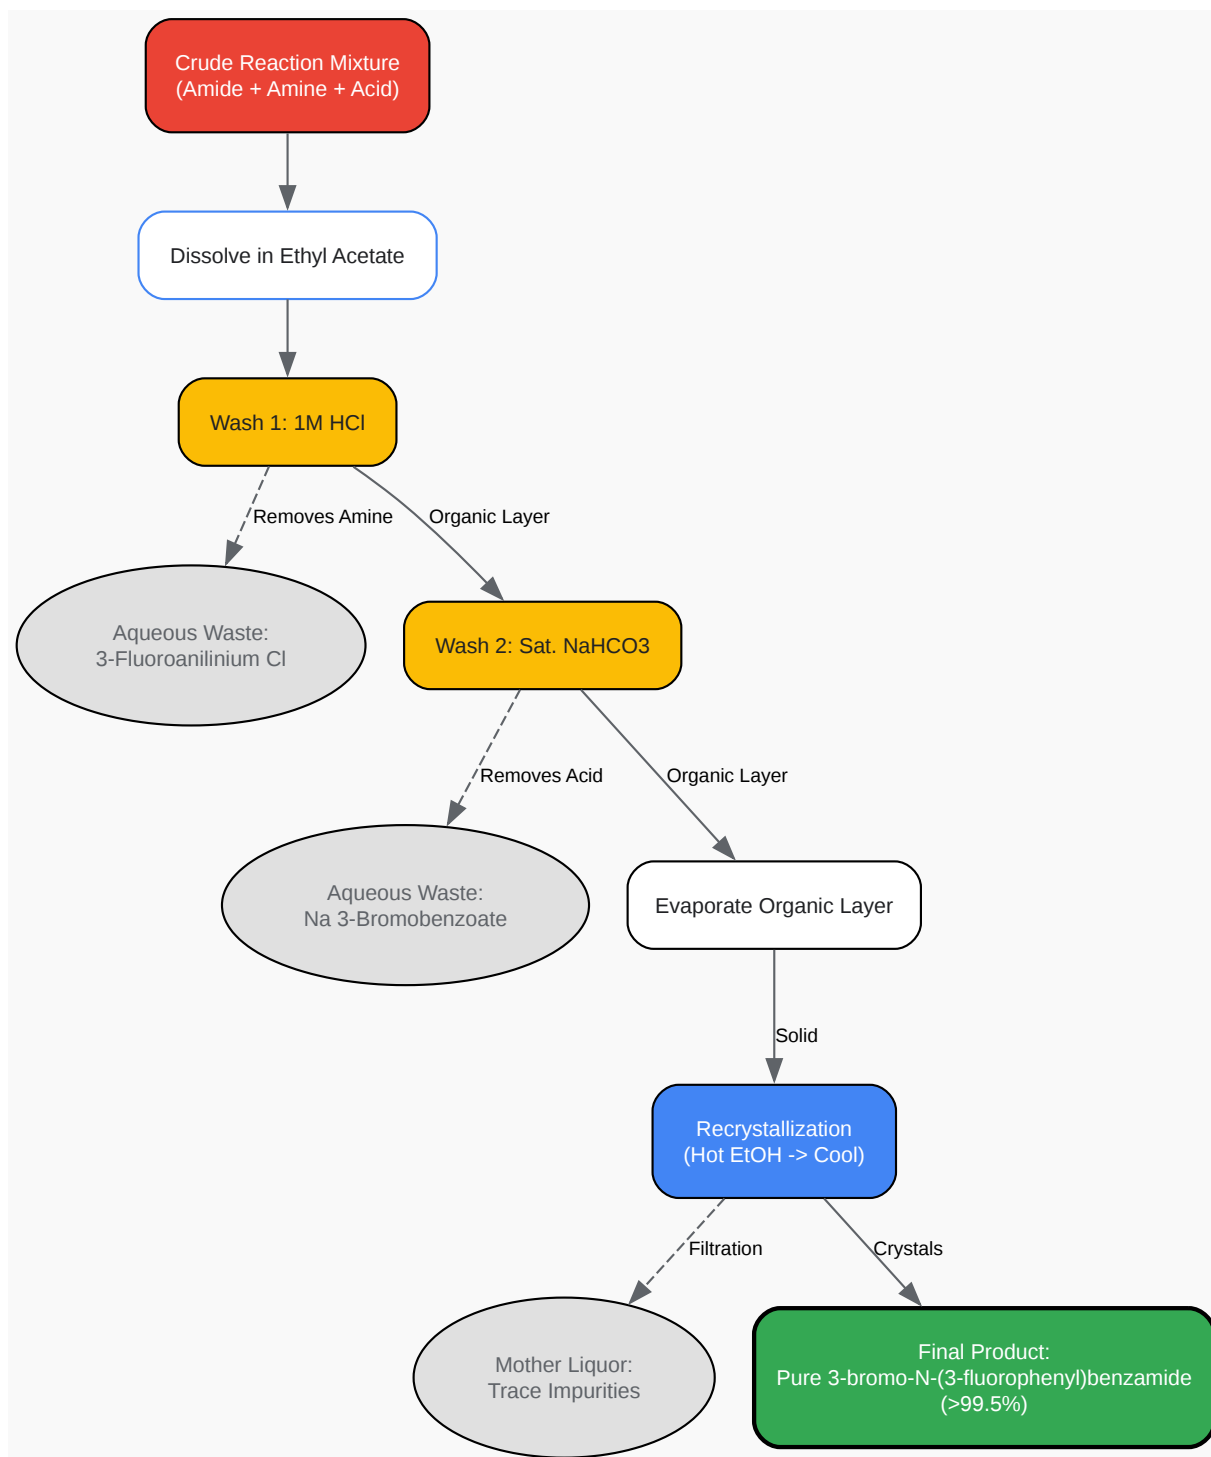 Crude Reaction Mixture
(Amide + Amine + Acid)
Dissolve in Ethyl Acetate
Wash 1: 1M HCl
Removes Amine
Organic Layer
Aqueous Waste:
3-Fluoroanilinium Cl
Wash 2: Sat. NaHCO3
Removes Acid
Organic Layer
Aqueous Waste:
Na 3-Bromobenzoate
Evaporate Organic Layer
Solid
Recrystallization
(Hot EtOH -> Cool)
Filtration
Crystals
Mother Liquor:
Trace Impurities
Final Product:
Pure 3-bromo-N-(3-fluorophenyl)benzamide
(>99.5%)